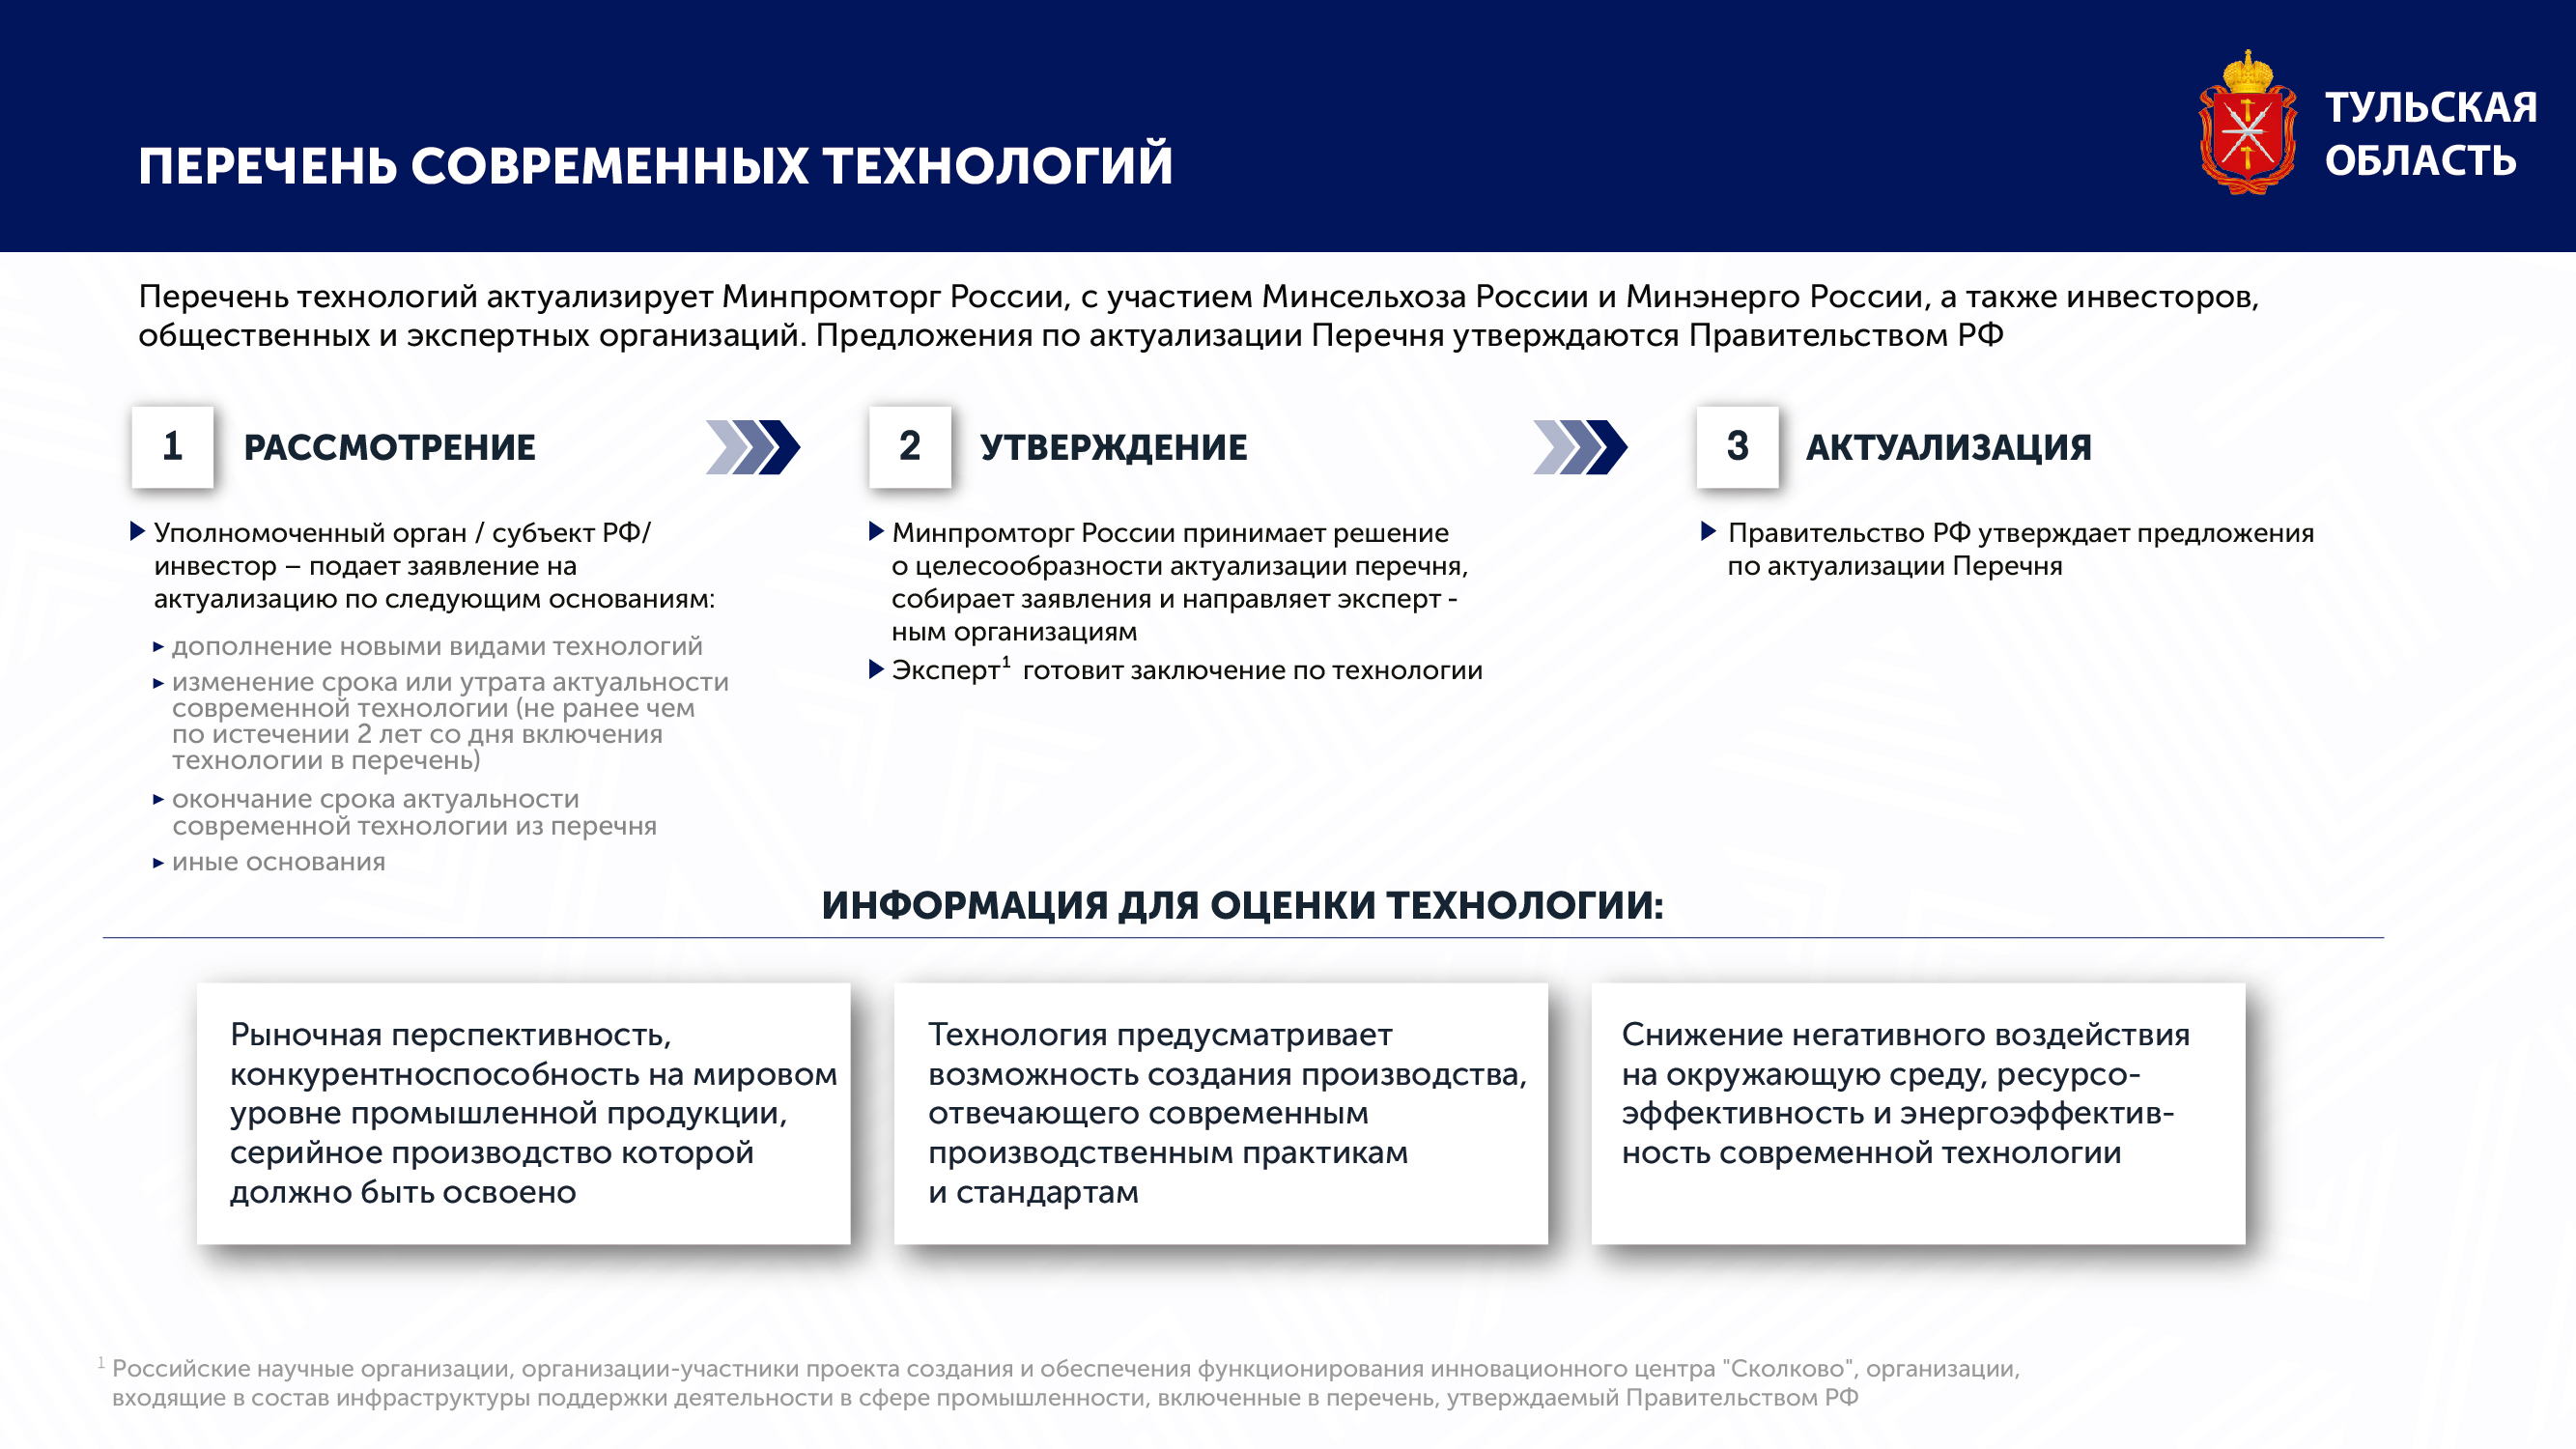 ПЕРЕЧЕНЬ СОВРЕМЕННЫХ ТЕХНОЛОГИЙ
ТУЛЬСКАЯ
ОБЛАСТЬ
Перечень технологий актуализирует Минпромторг России, с участием Минсельхоза России и Минэнерго России, а также инвесторов,
общественных и экспертных организаций. Предложения по актуализации Перечня утверждаются Правительством РФ
1 РАССМОТРЕНИЕ
Уполномоченный орган / субъект РФ/
инвестор – подает заявление на
актуализацию по следующим основаниям:
дополнение новыми видами технологий
изменение срока или утрата актуальности
современной технологии (не ранее чем
по истечении 2 лет со дня включения
технологии в перечень)
окончание срока актуальности
современной технологии из перечня
иные основания
2 УТВЕРЖДЕНИЕ
Минпромторг России принимает решение
о целесообразности актуализации перечня,
собирает заявления и направляет эксперт -
ным организациям
Эксперт¹ готовит заключение по технологии
3 АКТУАЛИЗАЦИЯ
Правительство РФ утверждает предложения
по актуализации Перечня
ИНФОРМАЦИЯ ДЛЯ ОЦЕНКИ ТЕХНОЛОГИИ:
Рыночная перспективность,
конкурентноспособность на мировом
уровне промышленной продукции,
серийное производство которой
должно быть освоено
Технология предусматривает
возможность создания производства,
отвечающего современным
производственным практикам
и стандартам
Снижение негативного воздействия
на окружающую среду, ресурсо-
эффективность и энергоэффектив-
ность современной технологии
¹ Российские научные организации, организации-участники проекта создания и обеспечения функционирования инновационного центра "Сколково", организации,
входящие в состав инфраструктуры поддержки деятельности в сфере промышленности, включенные в перечень, утверждаемый Правительством РФ